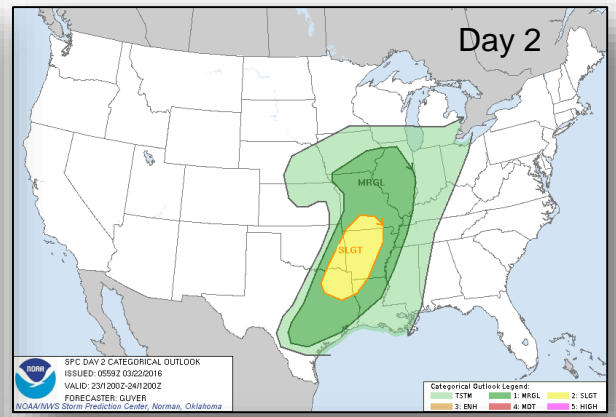 Day 2
MRGL
SLGT
NOAA
SPC DAY 2 CATEGORICAL OUTLOOK
ISSUED: 0559Z 03/22/2016
VALID: 23/1200Z-24/1200Z
FORECASTER: GUYER
NOAA/NWS Storm Prediction Center, Norman, Oklahoma
Categorical Outlook Legend:
TSTM 1: MRGL 2: SLGT
3: ENH 4: MDT 5: HIGH